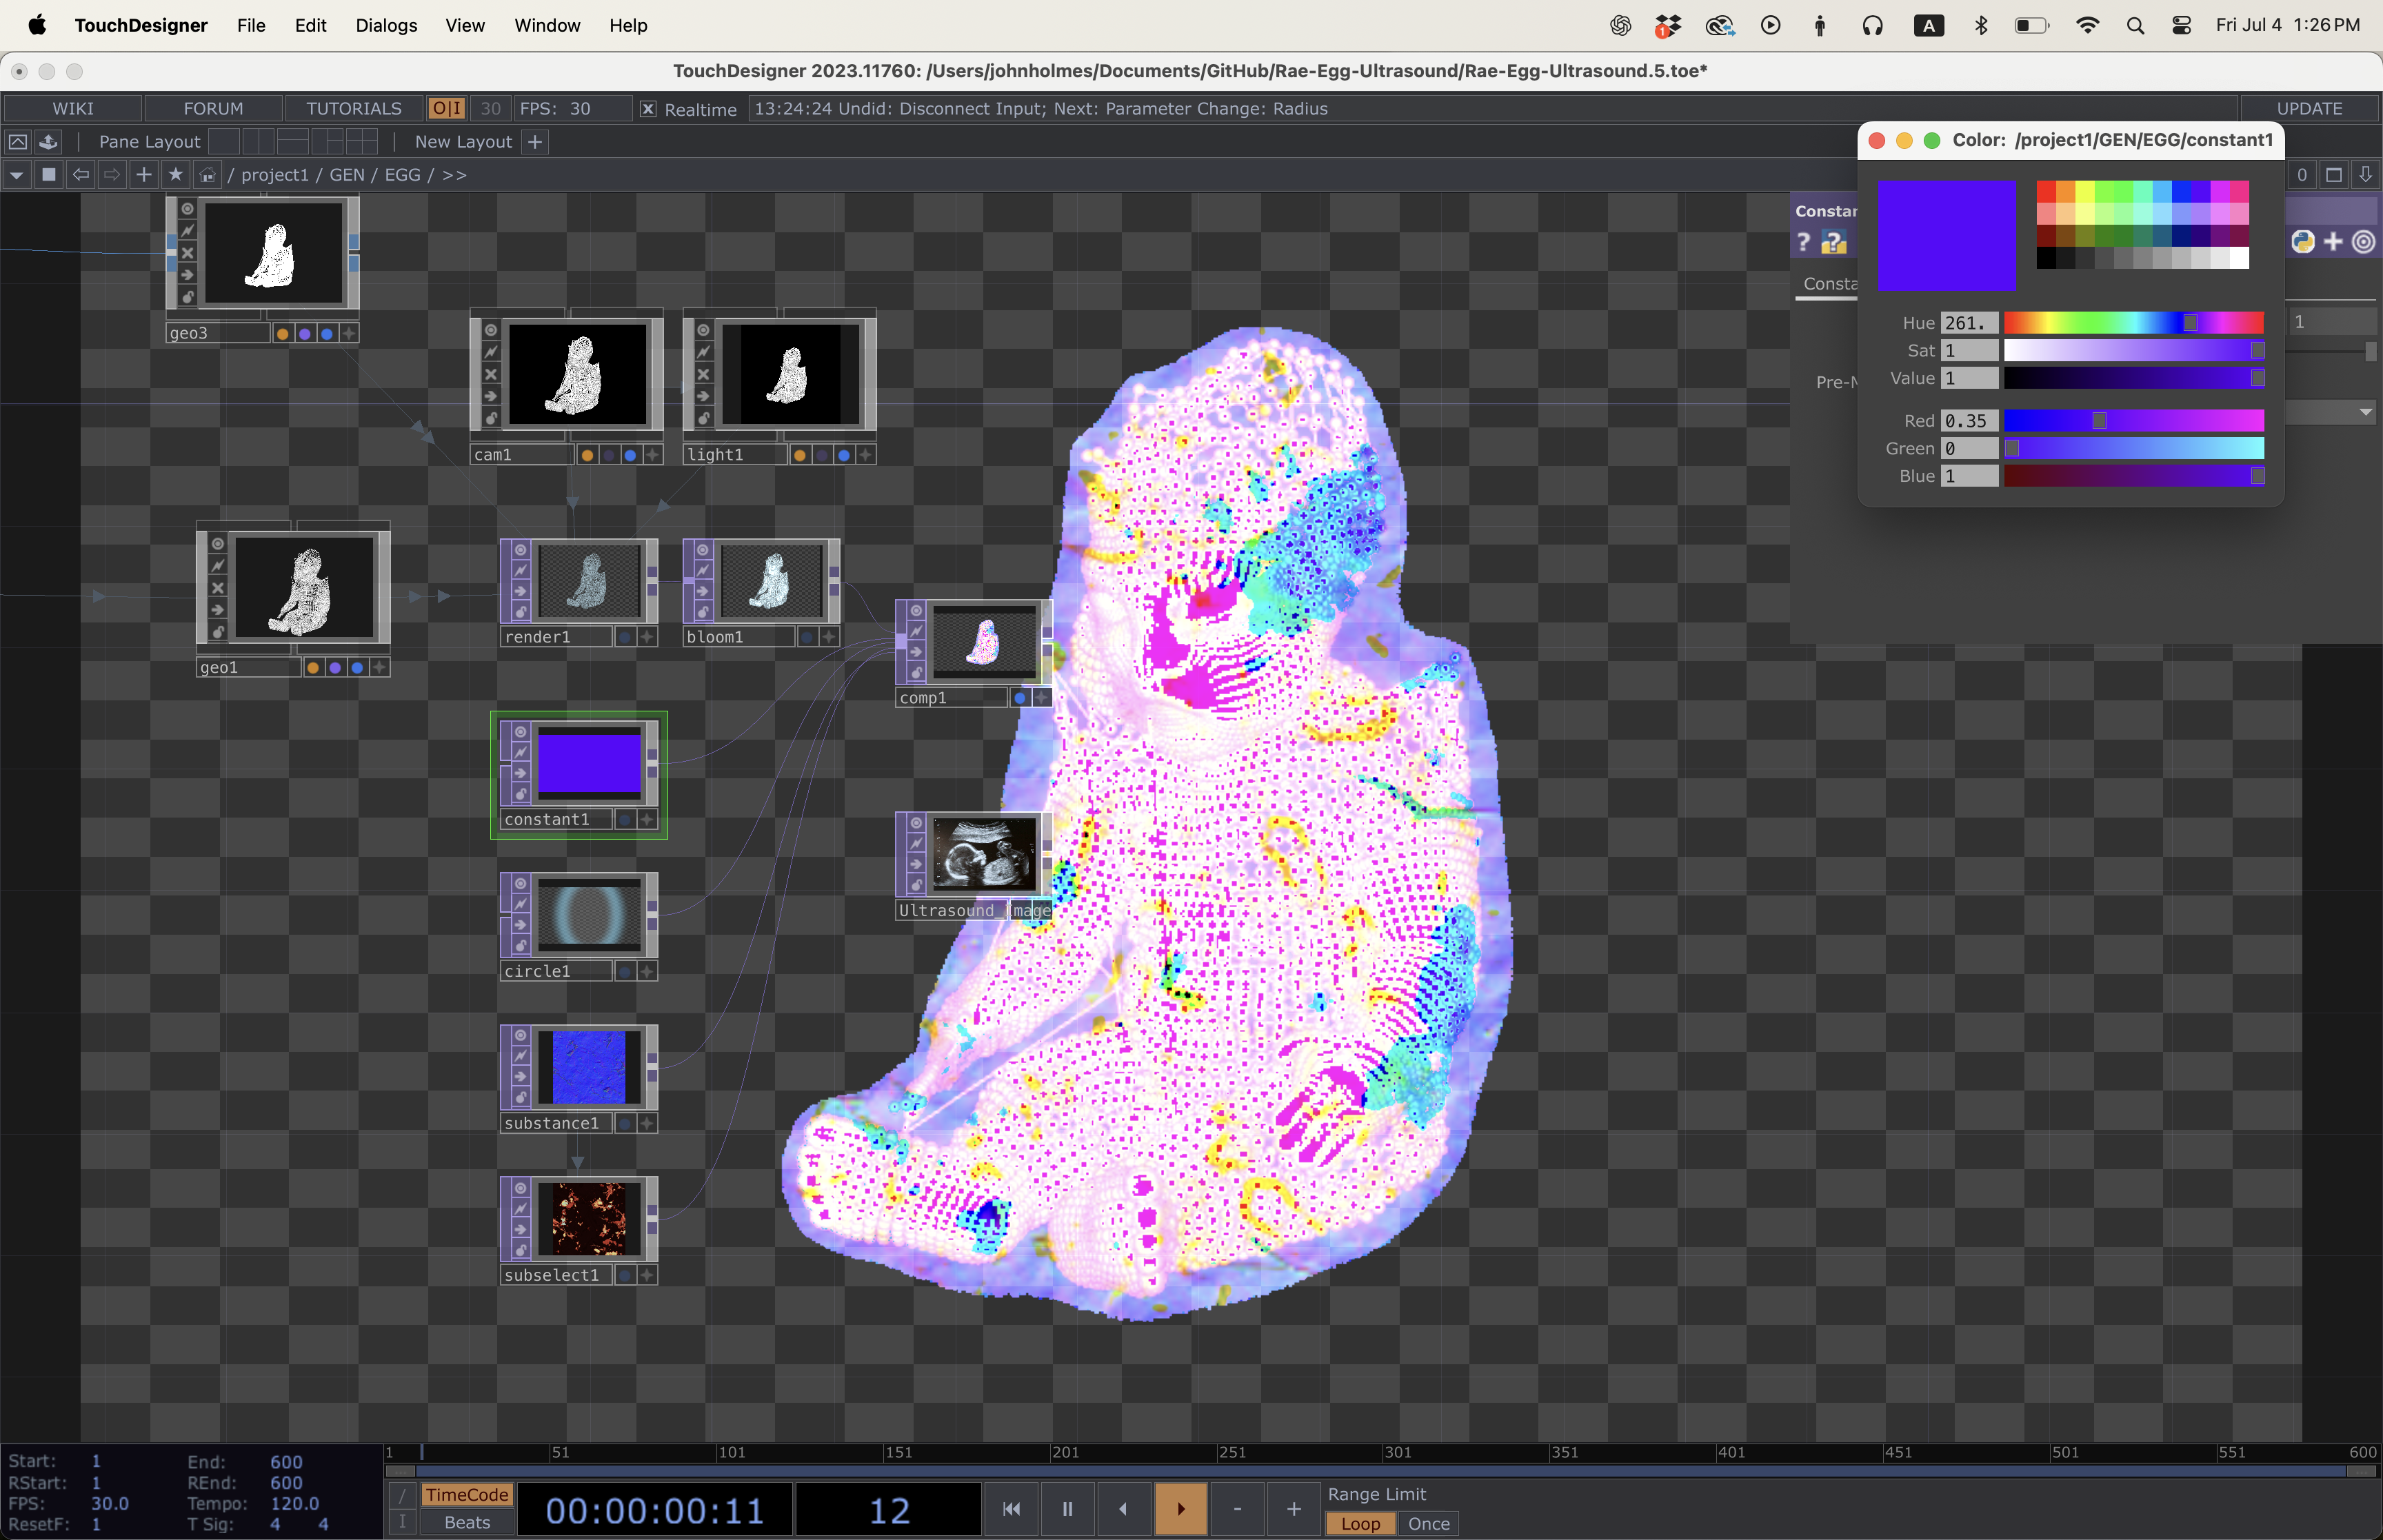 TouchDesigner File Edit Dialogs View Window Help
1 A Fri Jul 4 1:26 PM
TouchDesigner 2023.11760: /Users/johnholmes/Documents/GitHub/Rae-Egg-Ultrasound/Rae-Egg-Ultrasound.5.toe*
WIKI FORUM TUTORIALS O|I 30 FPS: 30 Realtime 13:24:24 Undid: Disconnect Input; Next: Parameter Change: Radius UPDATE
Pane Layout New Layout +
/ project1 / GEN / EGG / >> 0
Color: /project1/GEN/EGG/constant1
Constan
Consta
Pre-M
1
Hue 261.
Sat 1
Value 1
Red 0.35
Green 0
Blue 1
geo3
cam1
light1
geo1
render1
bloom1
comp1
constant1
Ultrasound_Image
circle1
substance1
subselect1
1 51 101 151 201 251 301 351 401 451 501 551 600
Start: 1 End: 600
RStart: 1 REnd: 600
FPS: 30.0 Tempo: 120.0
ResetF: 1 T Sig: 4 4
/ TimeCode
I Beats
00:00:00:11 12
- +
Range Limit
Loop Once